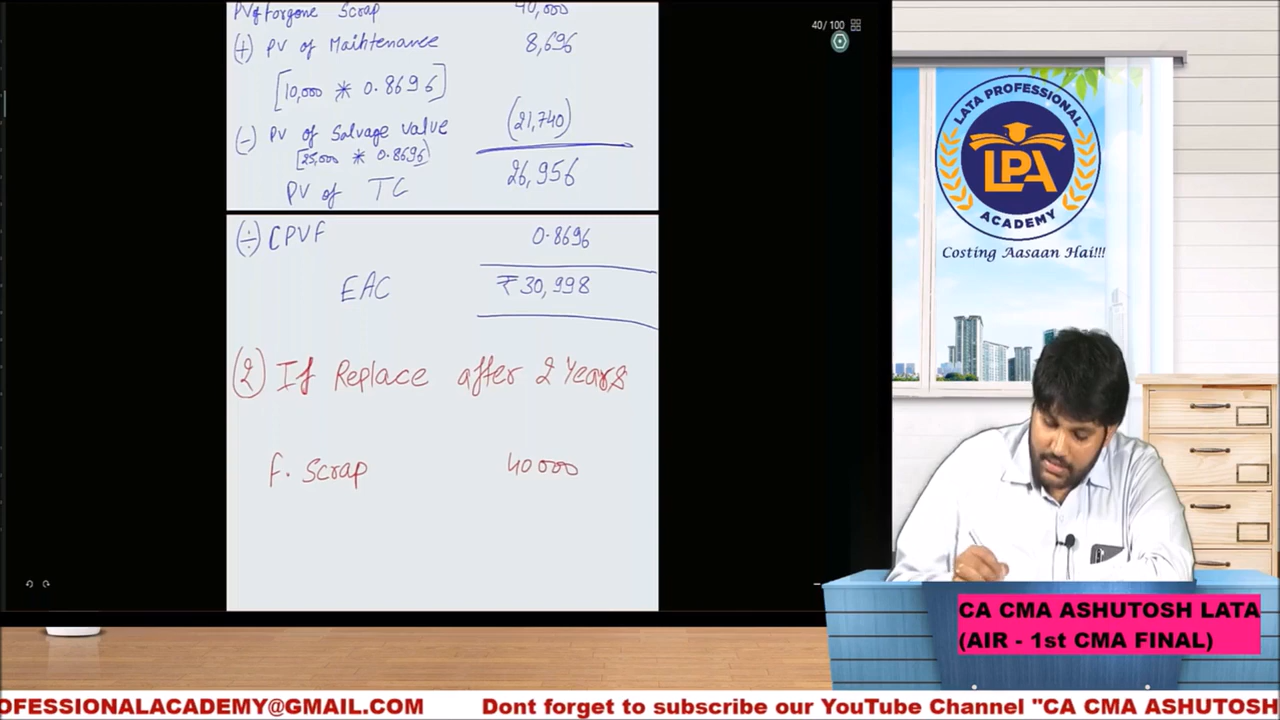 PV of Forgone Scrap 40,000
(+) PV of Maintenance 8,696
[10,000 * 0.8696]
(-) PV of Salvage Value (21,740)
[25,000 * 0.8696]
PV of TC 26,956
(÷) CPVF 0.8696
EAC ₹30,998
(2) If Replace after 2 Years
F. Scrap 40000
40/100
LATA PROFESSIONAL
LPA
ACADEMY
Costing Aasaan Hai!!!
CA CMA ASHUTOSH LATA
(AIR - 1st CMA FINAL)
OFESSIONALACADEMY@GMAIL.COM Dont forget to subscribe our YouTube Channel "CA CMA ASHUTOSH